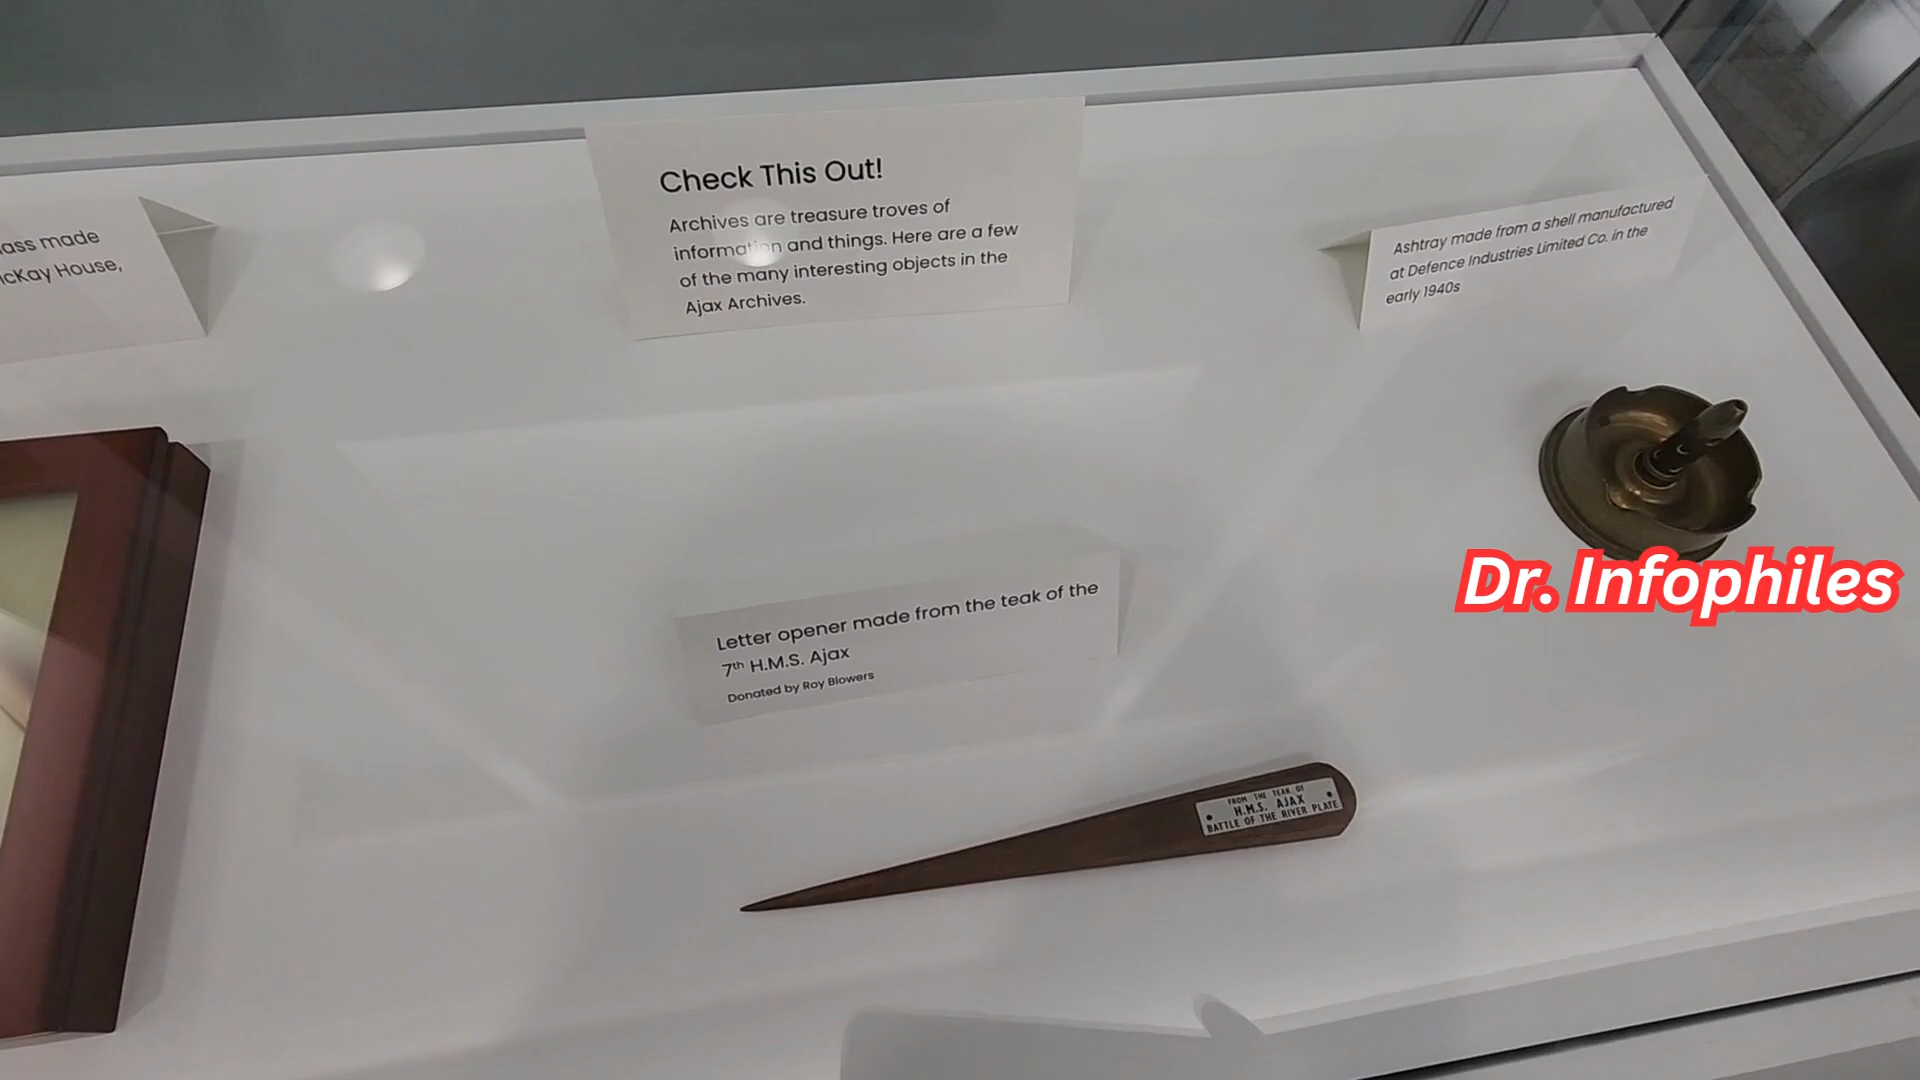 made
McKay House,
Check This Out!
Archives are treasure troves of
information and things. Here are a few
of the many interesting objects in the
Ajax Archives.
Ashtray made from a shell manufactured
at Defence Industries Limited Co. in the
early 1940s
Letter opener made from the teak of the
7th H.M.S. Ajax
Donated by Roy Blowers
FROM THE TEAK OF
H.M.S. AJAX
BATTLE OF THE RIVER PLATE
Dr. Infophiles